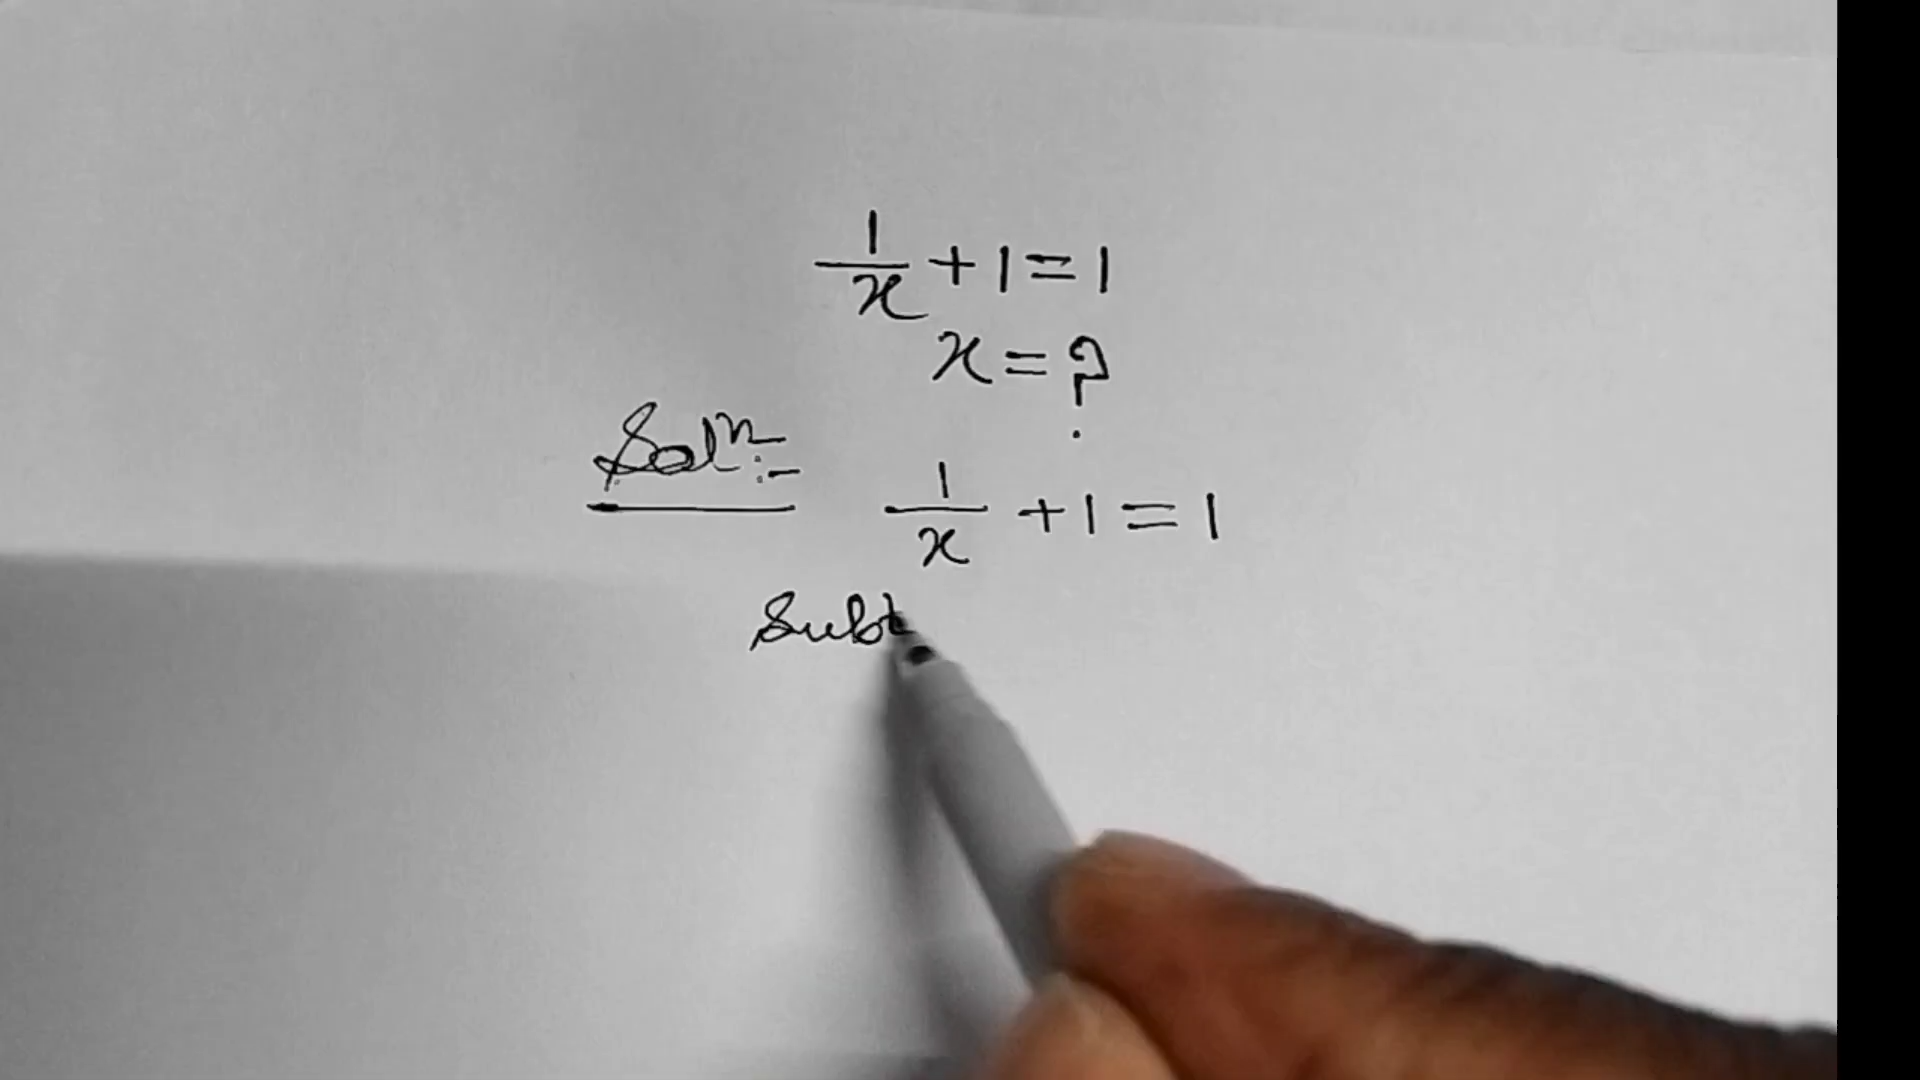 1/x + 1 = 1
x = ?
Solⁿ:-
1/x + 1 = 1
Subt